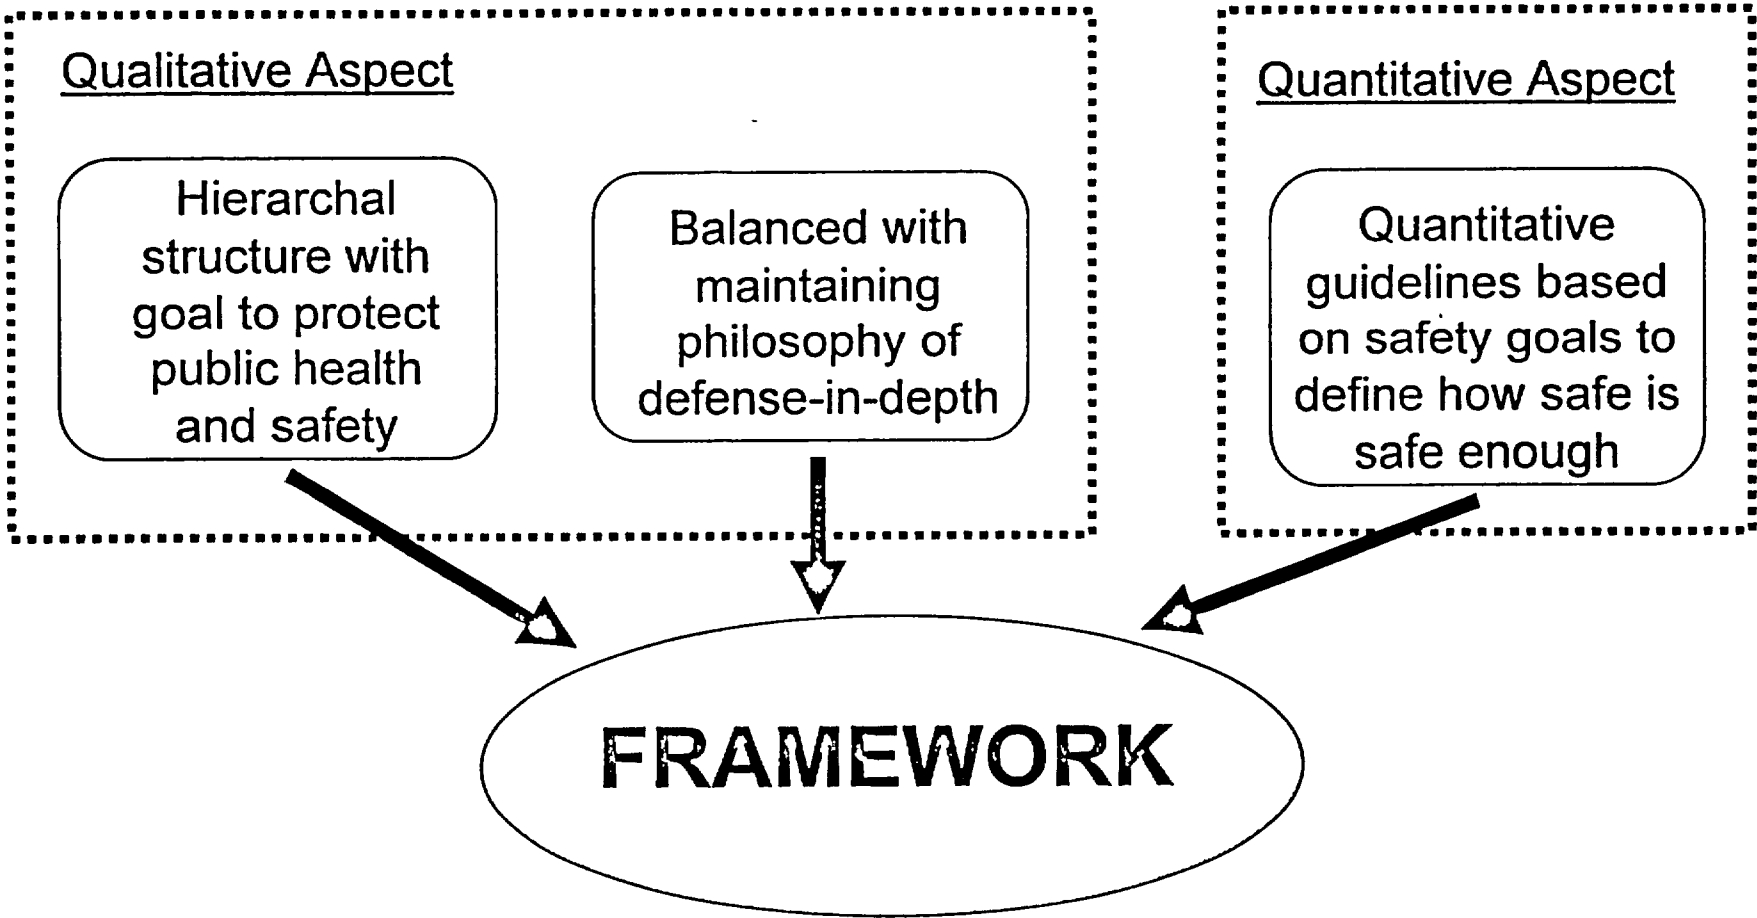 Qualitative Aspect
Hierarchal
structure with
goal to protect
public health
and safety
Balanced with
maintaining
philosophy of
defense-in-depth
Quantitative Aspect
Quantitative
guidelines based
on safety goals to
define how safe is
safe enough
FRAMEWORK